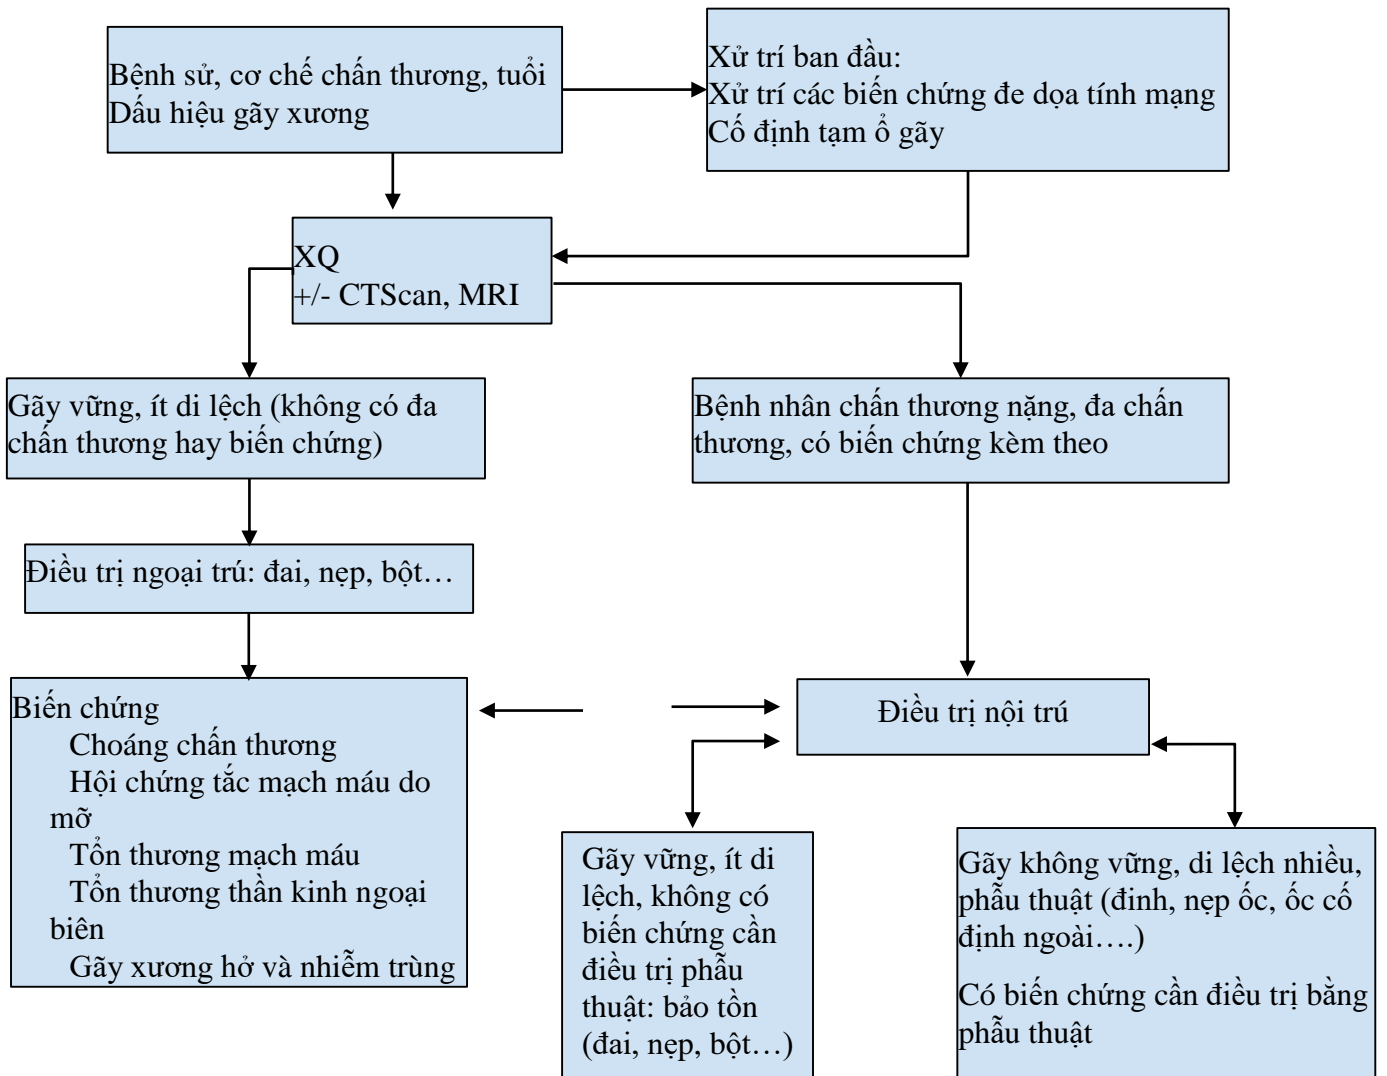 Bệnh sử, cơ chế chấn thương, tuổi
Dấu hiệu gãy xương
Xử trí ban đầu:
Xử trí các biến chứng đe dọa tính mạng
Cố định tạm ổ gãy
XQ
+/- CTScan, MRI
Gãy vững, ít di lệch (không có đa
chấn thương hay biến chứng)
Bệnh nhân chấn thương nặng, đa chấn
thương, có biến chứng kèm theo
Điều trị ngoại trú: đai, nẹp, bột…
Biến chứng
Choáng chấn thương
Hội chứng tắc mạch máu do
mỡ
Tổn thương mạch máu
Tổn thương thần kinh ngoại
biên
Gãy xương hở và nhiễm trùng
Điều trị nội trú
Gãy vững, ít di
lệch, không có
biến chứng cần
điều trị phẫu
thuật: bảo tồn
(đai, nẹp, bột…)
Gãy không vững, di lệch nhiều,
phẫu thuật (đinh, nẹp ốc, ốc cố
định ngoài….)
Có biến chứng cần điều trị bằng
phẫu thuật